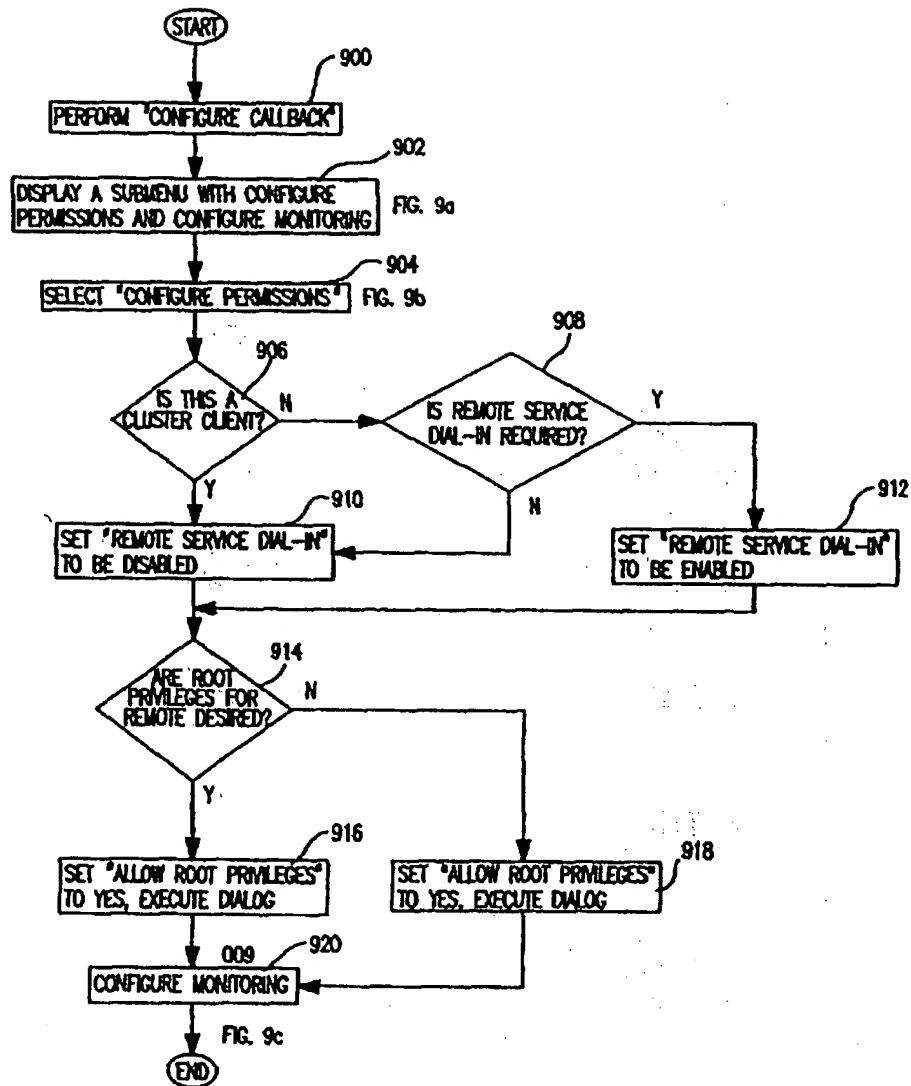 START
900
PERFORM "CONFIGURE CALLBACK"
902
DISPLAY A SUBMENU WITH CONFIGURE
PERMISSIONS AND CONFIGURE MONITORING
FIG. 9a
904
SELECT "CONFIGURE PERMISSIONS"
FIG. 9b
906
IS THIS A
CLUSTER CLIENT?
N
908
IS REMOTE SERVICE
DIAL-IN REQUIRED?
Y
Y
910
N
912
SET "REMOTE SERVICE DIAL-IN"
TO BE DISABLED
SET "REMOTE SERVICE DIAL-IN"
TO BE ENABLED
914
ARE ROOT
PRIVILEGES FOR
REMOTE DESIRED?
N
Y
916
SET "ALLOW ROOT PRIVILEGES"
TO YES, EXECUTE DIALOG
918
SET "ALLOW ROOT PRIVILEGES"
TO YES, EXECUTE DIALOG
009
920
CONFIGURE MONITORING
FIG. 9c
END